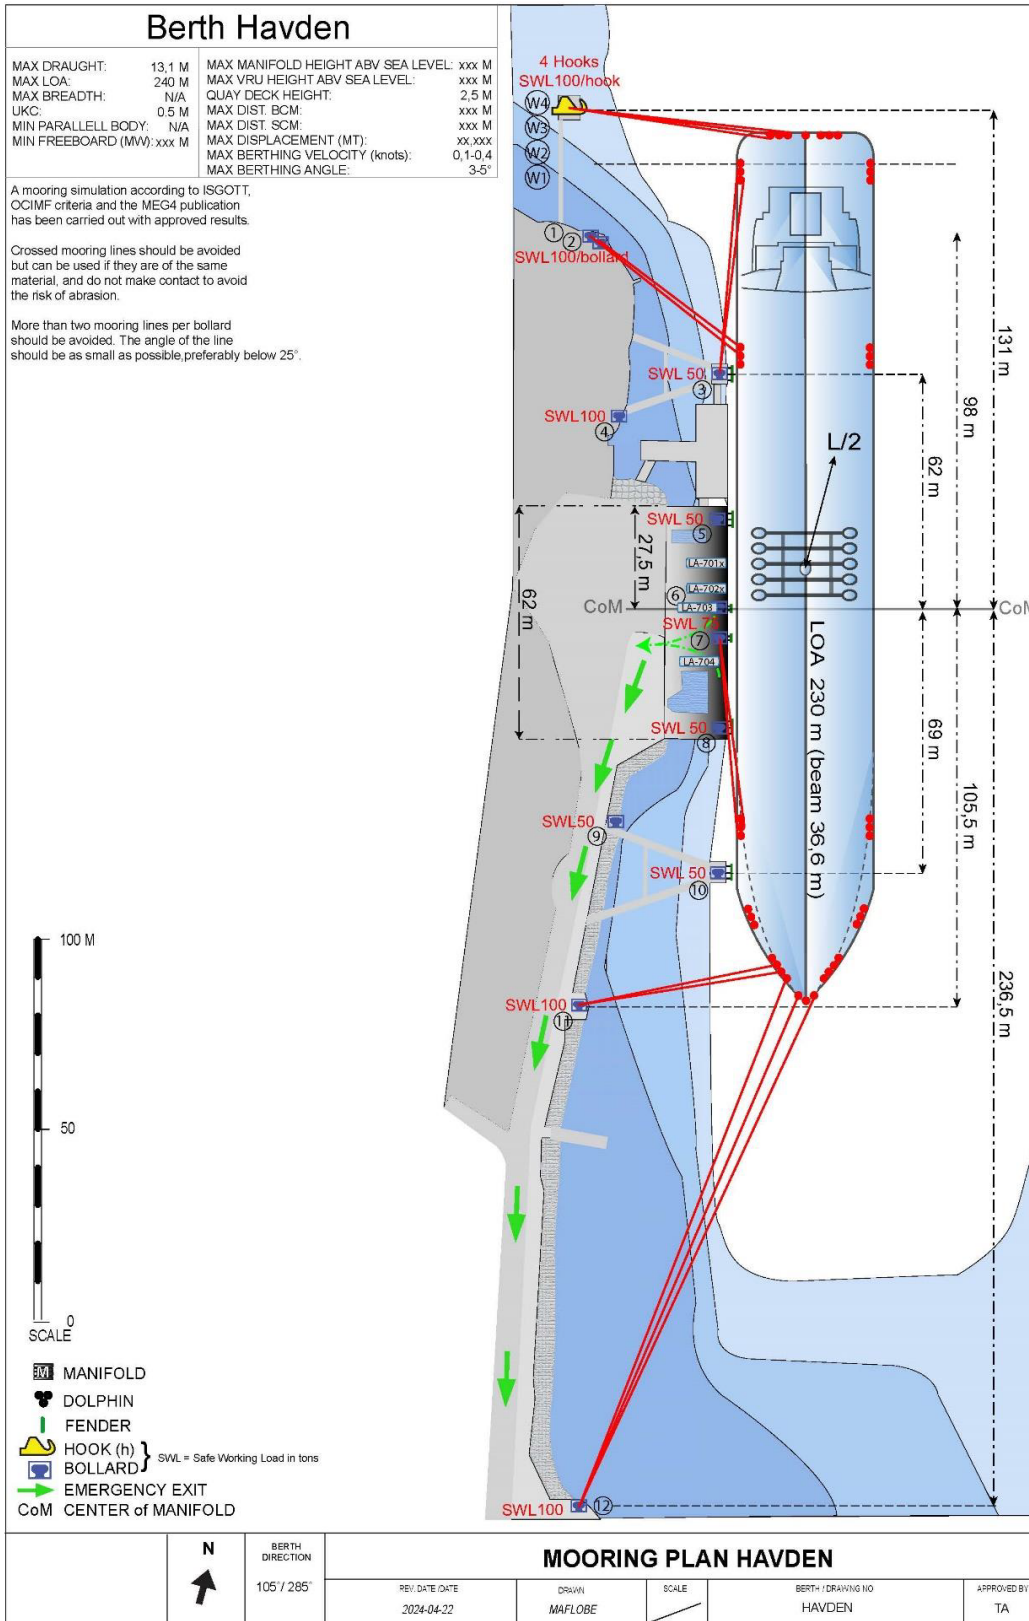 Berth Havden
MAX DRAUGHT: 13,1 M
MAX LOA: 240 M
MAX BREADTH: N/A
UKC: 0.5 M
MIN PARALLELL BODY: N/A
MIN FREEBOARD (MW): xxx M
MAX MANIFOLD HEIGHT ABV SEA LEVEL: xxx M
MAX VRU HEIGHT ABV SEA LEVEL: xxx M
QUAY DECK HEIGHT: 2,5 M
MAX DIST. BCM: xxx M
MAX DIST. SCM: xxx M
MAX DISPLACEMENT (MT): xx,xxx
MAX BERTHING VELOCITY (knots): 0,1-0,4
MAX BERTHING ANGLE: 3-5°
A mooring simulation according to ISGOTT,
OCIMF criteria and the MEG4 publication
has been carried out with approved results.
Crossed mooring lines should be avoided
but can be used if they are of the same
material, and do not make contact to avoid
the risk of abrasion.
More than two mooring lines per bollard
should be avoided. The angle of the line
should be as small as possible,preferably below 25°.
4 Hooks
SWL100/hook
W4
W3
W2
W1
1
2
SWL100/bollard
131 m
98 m
62 m
SWL 50
3
SWL100
4
L/2
SWL 50
5
27,5 m
62 m
LA-701x
LA-702x
6
LA-703
CoM
CoM
SWL 75
7
LA-704
LOA 230 m (beam 36,6 m)
SWL 50
8
69 m
105,5 m
236,5 m
SWL50
9
SWL 50
10
SWL100
11
100 M
50
0
SCALE
MANIFOLD
DOLPHIN
FENDER
HOOK (h)
BOLLARD
SWL = Safe Working Load in tons
EMERGENCY EXIT
CoM CENTER of MANIFOLD
SWL100
12
N
BERTH
DIRECTION
105°/ 285°
MOORING PLAN HAVDEN
REV. DATE /DATE
2024-04-22
DRAWN
MAFLOBE
SCALE
BERTH / DRAWING NO
HAVDEN
APPROVED BY
TA